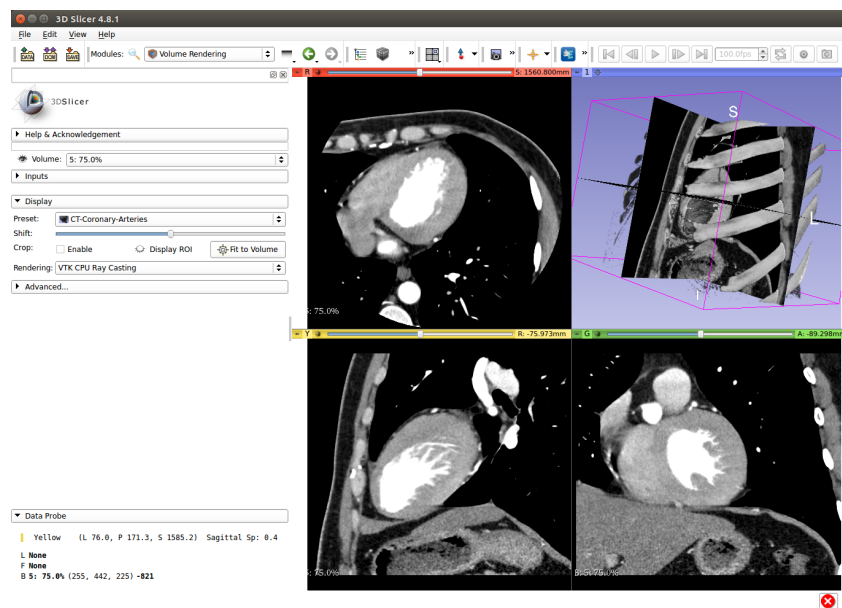 3D Slicer 4.8.1
File Edit View Help
DATA DCM SAVE Modules: Volume Rendering » » » 100.0fps »
R S: 1560.800mm
1
3DSlicer
Help & Acknowledgement
Volume: 5: 75.0%
Inputs
Display
Preset: CT-Coronary-Arteries
Shift:
Crop: Enable Display ROI Fit to Volume
Rendering: VTK CPU Ray Casting
Advanced...
S
L
I
5: 75.0%
Y R: -75.973mm
G A: -89.298mm
5: 75.0%
B: 5: 75.0%
Data Probe
Yellow (L 76.0, P 171.3, S 1585.2) Sagittal Sp: 0.4
L None
F None
B 5: 75.0% (255, 442, 225) -821